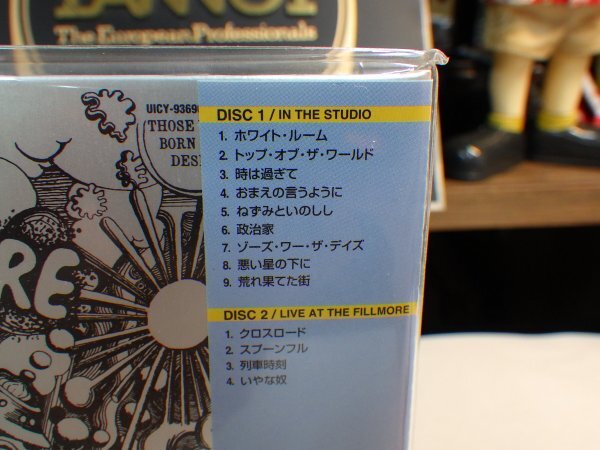 The European Professionals
UICY-9369
THOSE
BORN
DES
RE
DISC 1 / IN THE STUDIO
1. ホワイト・ルーム
2. トップ・オブ・ザ・ワールド
3. 時は過ぎて
4. おまえの言うように
5. ねずみといのしし
6. 政治家
7. ゾーズ・ワー・ザ・デイズ
8. 悪い星の下に
9. 荒れ果てた街
DISC 2 / LIVE AT THE FILLMORE
1. クロスロード
2. スプーンフル
3. 列車時刻
4. いやな奴